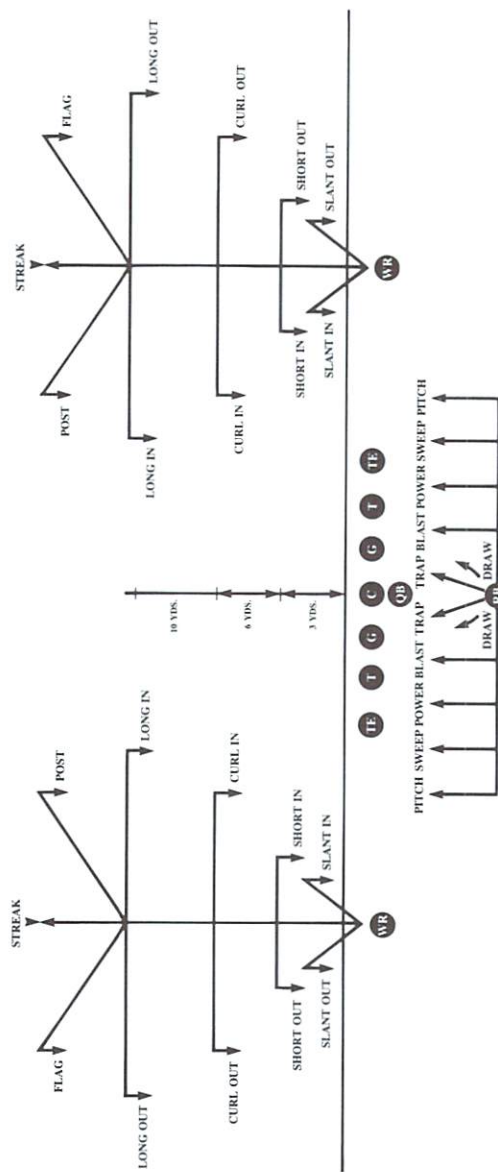 STREAK
STREAK
FLAG
POST
POST
FLAG
LONG OUT
LONG IN
LONG IN
LONG OUT
10 YDS.
CURL OUT
CURL IN
CURL IN
CURL OUT
6 YDS.
SHORT OUT
SHORT IN
SHORT IN
SHORT OUT
3 YDS.
SLANT OUT
SLANT IN
SLANT IN
SLANT OUT
WR
TE T G C G T TE
WR
QB
PITCH SWEEP POWER BLAST TRAP TRAP BLAST POWER SWEEP PITCH
DRAW DRAW